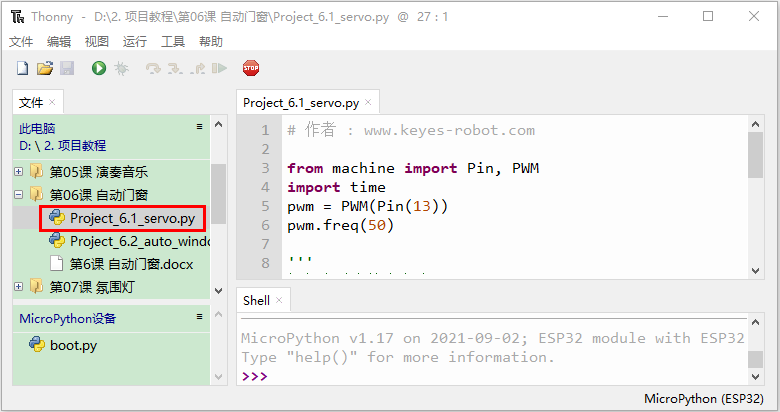 Thonny - D:\2. 项目教程\第06课 自动门窗\Project_6.1_servo.py @ 27 : 1
文件 编辑 视图 运行 工具 帮助
STOP
文件
此电脑
D: \ 2. 项目教程
第05课 演奏音乐
第06课 自动门窗
Project_6.1_servo.py
Project_6.2_auto_windo
第6课 自动门窗.docx
第07课 氛围灯
MicroPython设备
boot.py
Project_6.1_servo.py
1 # 作者 : www.keyes-robot.com
2
3 from machine import Pin, PWM
4 import time
5 pwm = PWM(Pin(13))
6 pwm.freq(50)
7
8 '''
Shell
MicroPython v1.17 on 2021-09-02; ESP32 module with ESP32
Type "help()" for more information.
>>>
MicroPython (ESP32)